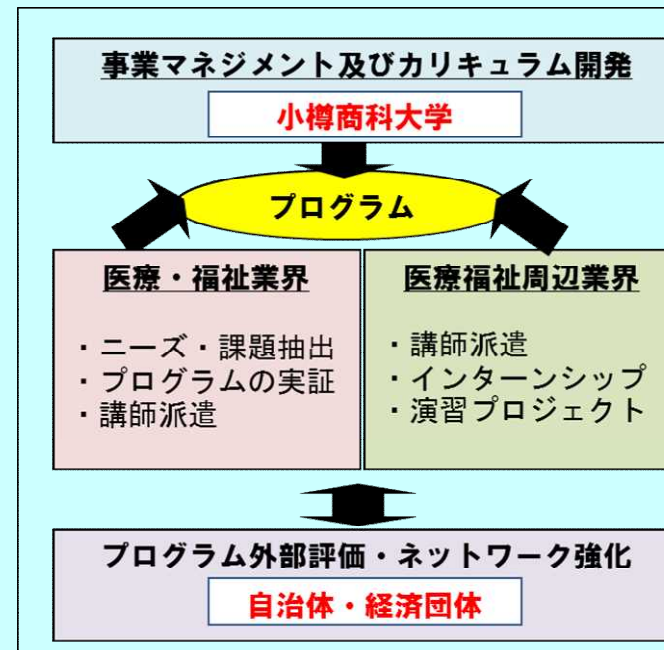 事業マネジメント及びカリキュラム開発
小樽商科大学
プログラム
医療・福祉業界
・ニーズ・課題抽出
・プログラムの実証
・講師派遣
医療福祉周辺業界
・講師派遣
・インターンシップ
・演習プロジェクト
プログラム外部評価・ネットワーク強化
自治体・経済団体